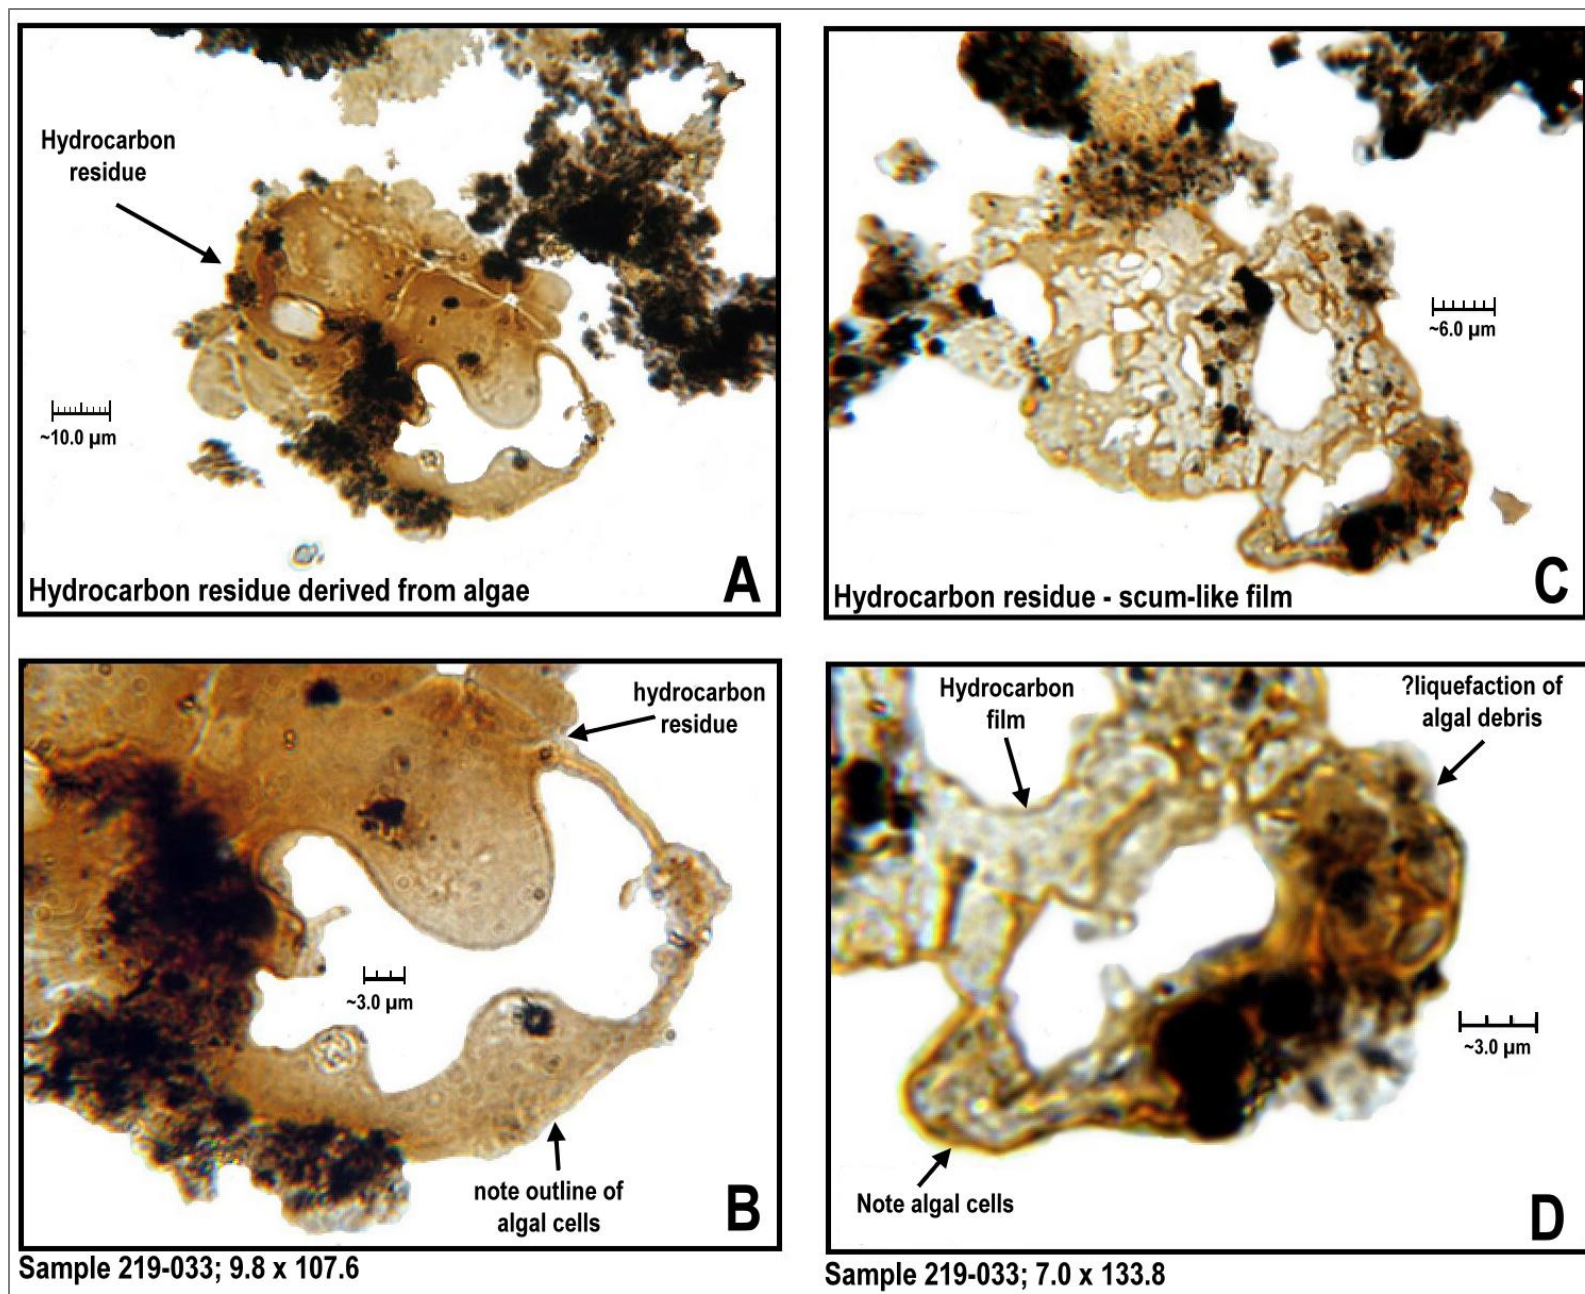 Hydrocarbon
residue
~10.0 µm
Hydrocarbon residue derived from algae
A
~6.0 µm
Hydrocarbon residue - scum-like film
C
hydrocarbon
residue
~3.0 µm
note outline of
algal cells
B
Sample 219-033; 9.8 x 107.6
Hydrocarbon
film
?liquefaction of
algal debris
~3.0 µm
Note algal cells
D
Sample 219-033; 7.0 x 133.8